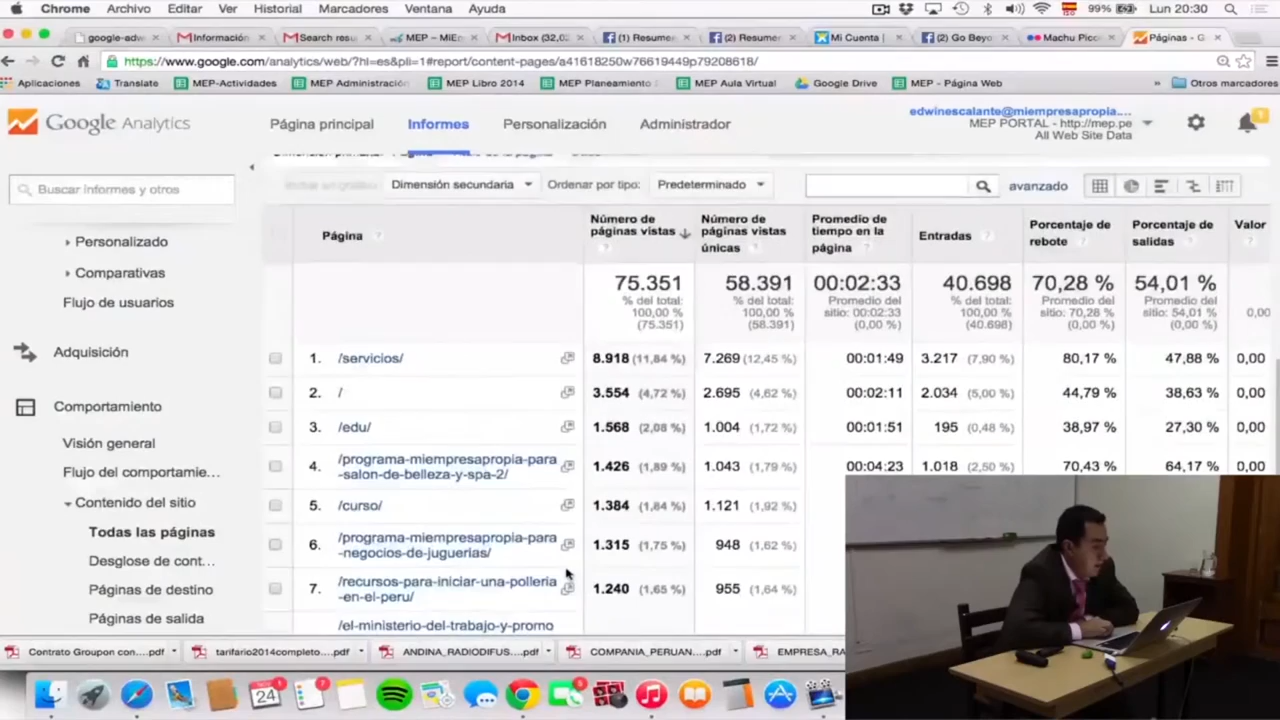 Chrome Archivo Editar Ver Historial Marcadores Ventana Ayuda 99% Lun 20:30
google-adw Información Search resu MEP – MiEm Inbox (32,0 (1) Resumen (2) Resumen Mi Cuenta | (2) Go Beyo Machu Picc Páginas - G
https://www.google.com/analytics/web/?hl=es&pli=1#report/content-pages/a41618250w76619449p79208618/
Aplicaciones Translate MEP-Actividades MEP Administració MEP Libro 2014 MEP Planeamiento MEP Aula Virtual Google Drive MEP - Página Web » Otros marcadores
Google Analytics Página principal Informes Personalización Administrador
edwinescalante@miempresapropia....
MEP PORTAL - http://mep.pe
All Web Site Data
Buscar informes y otros
Dimensión secundaria Ordenar por tipo: Predeterminado avanzado
Personalizado
Comparativas
Flujo de usuarios
Adquisición
Comportamiento
Visión general
Flujo del comportamie...
Contenido del sitio
Todas las páginas
Desglose de cont...
Páginas de destino
Páginas de salida
Página ? Número de páginas vistas ? Número de páginas vistas únicas ? Promedio de tiempo en la página ? Entradas ? Porcentaje de rebote ? Porcentaje de salidas ? Valor ?
75.351 58.391 00:02:33 40.698 70,28 % 54,01 %
% del total: % del total: Promedio del % del total: Promedio del Promedio del
100,00 % 100,00 % sitio: 00:02:33 100,00 % sitio: 70,28 % sitio: 54,01 % 0,00
(75.351) (58.391) (0,00 %) (40.698) (0,00 %) (0,00 %)
1. /servicios/ 8.918 (11,84 %) 7.269 (12,45 %) 00:01:49 3.217 (7,90 %) 80,17 % 47,88 % 0,00
2. / 3.554 (4,72 %) 2.695 (4,62 %) 00:02:11 2.034 (5,00 %) 44,79 % 38,63 % 0,00
3. /edu/ 1.568 (2,08 %) 1.004 (1,72 %) 00:01:51 195 (0,48 %) 38,97 % 27,30 % 0,00
4. /programa-miempresapropia-para
-salon-de-belleza-y-spa-2/ 1.426 (1,89 %) 1.043 (1,79 %) 00:04:23 1.018 (2,50 %) 70,43 % 64,17 % 0,00
5. /curso/ 1.384 (1,84 %) 1.121 (1,92 %)
6. /programa-miempresapropia-para
-negocios-de-juguerias/ 1.315 (1,75 %) 948 (1,62 %)
7. /recursos-para-iniciar-una-polleria
-en-el-peru/ 1.240 (1,65 %) 955 (1,64 %)
/el-ministerio-del-trabajo-y-promo
Contrato Groupon con....pdf tarifario2014completo....pdf ANDINA_RADIODIFUS....pdf COMPANIA_PERUAN....pdf EMPRESA_RA
24